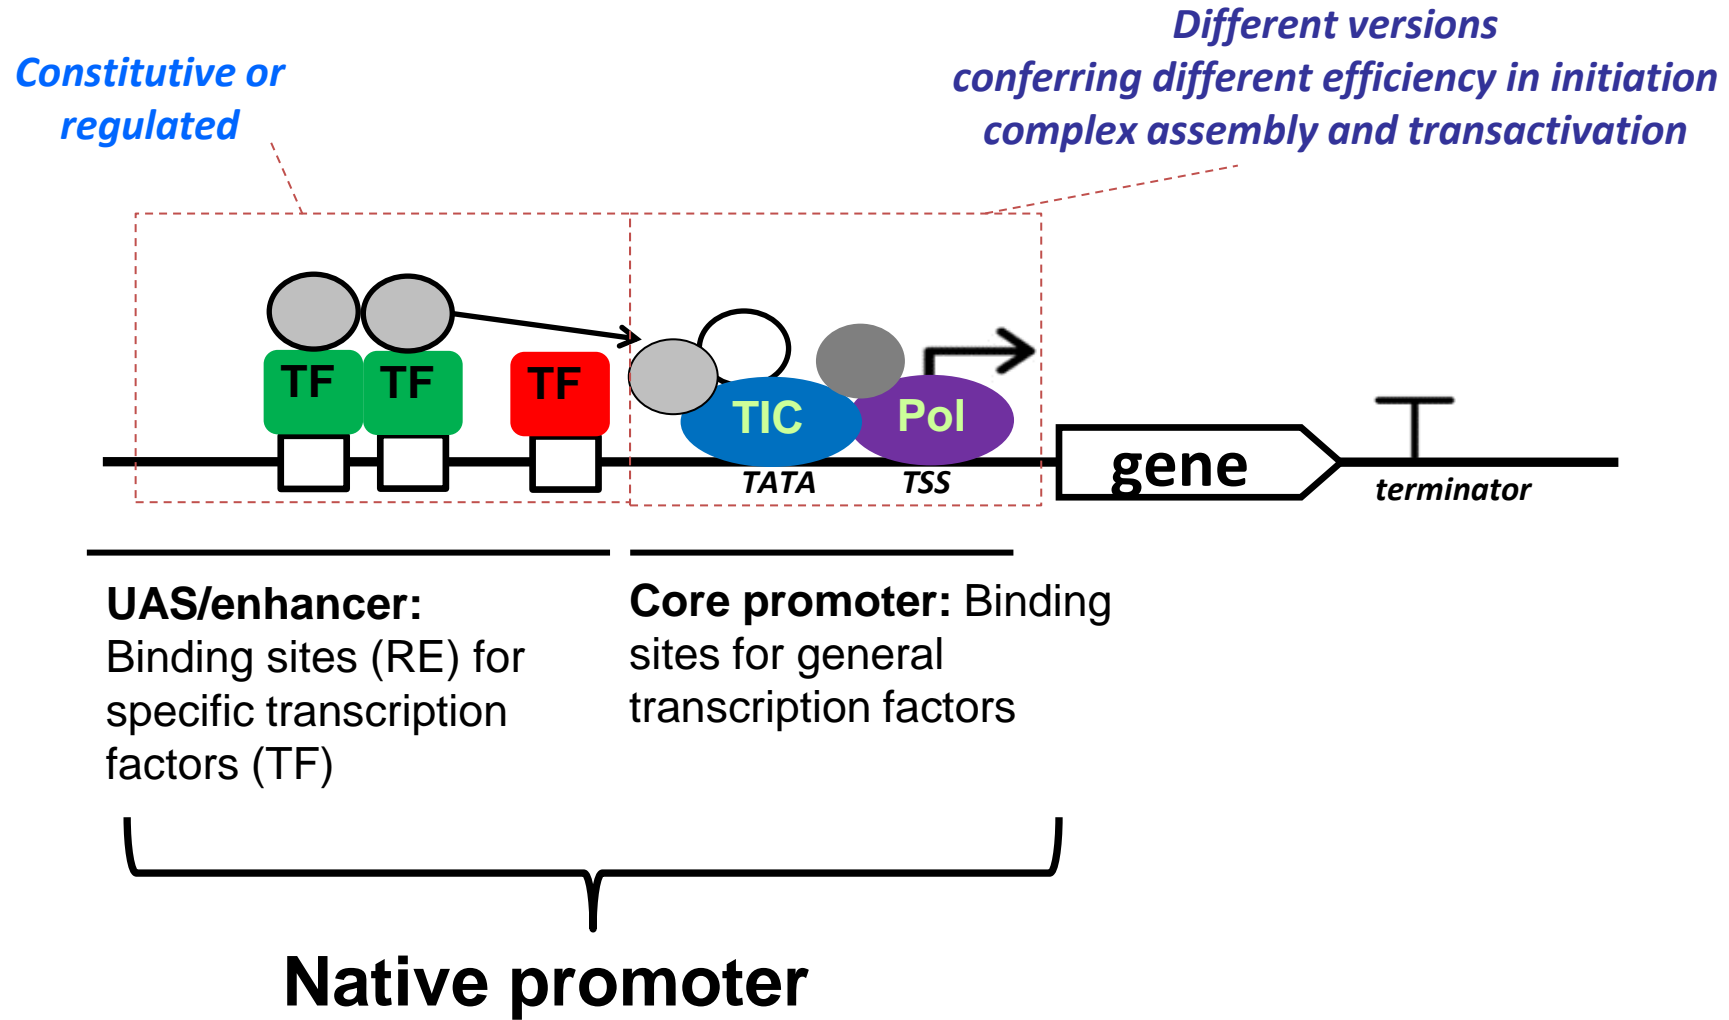 Different versions
conferring different efficiency in initiation
complex assembly and transactivation
Constitutive or
regulated
TF
TF
TF
TIC
Pol
TATA
TSS
gene
terminator
UAS/enhancer:
Binding sites (RE) for
specific transcription
factors (TF)
Core promoter: Binding
sites for general
transcription factors
Native promoter